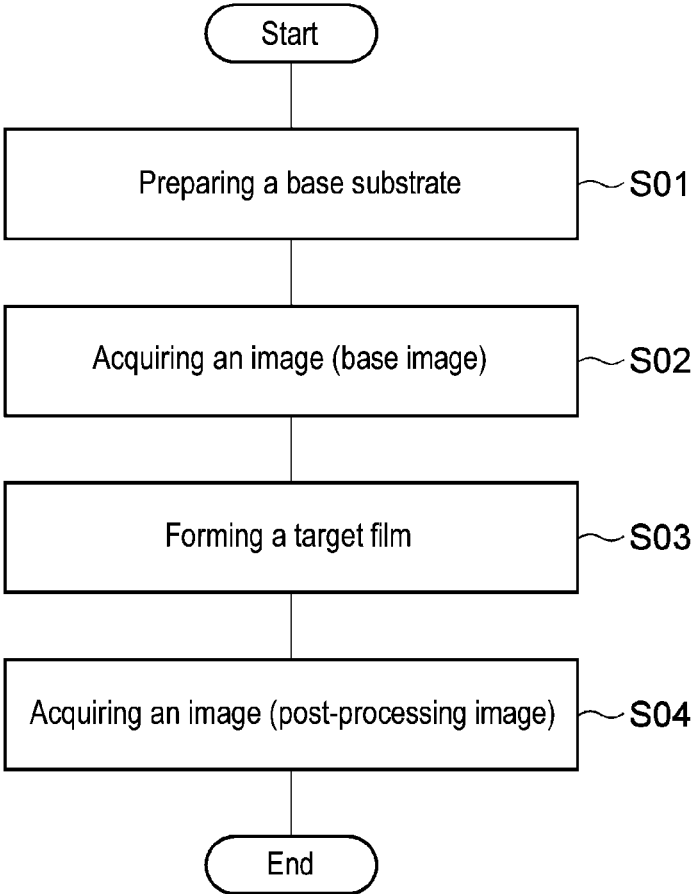 Start
Preparing a base substrate
S01
Acquiring an image (base image)
S02
Forming a target film
S03
Acquiring an image (post-processing image)
S04
End